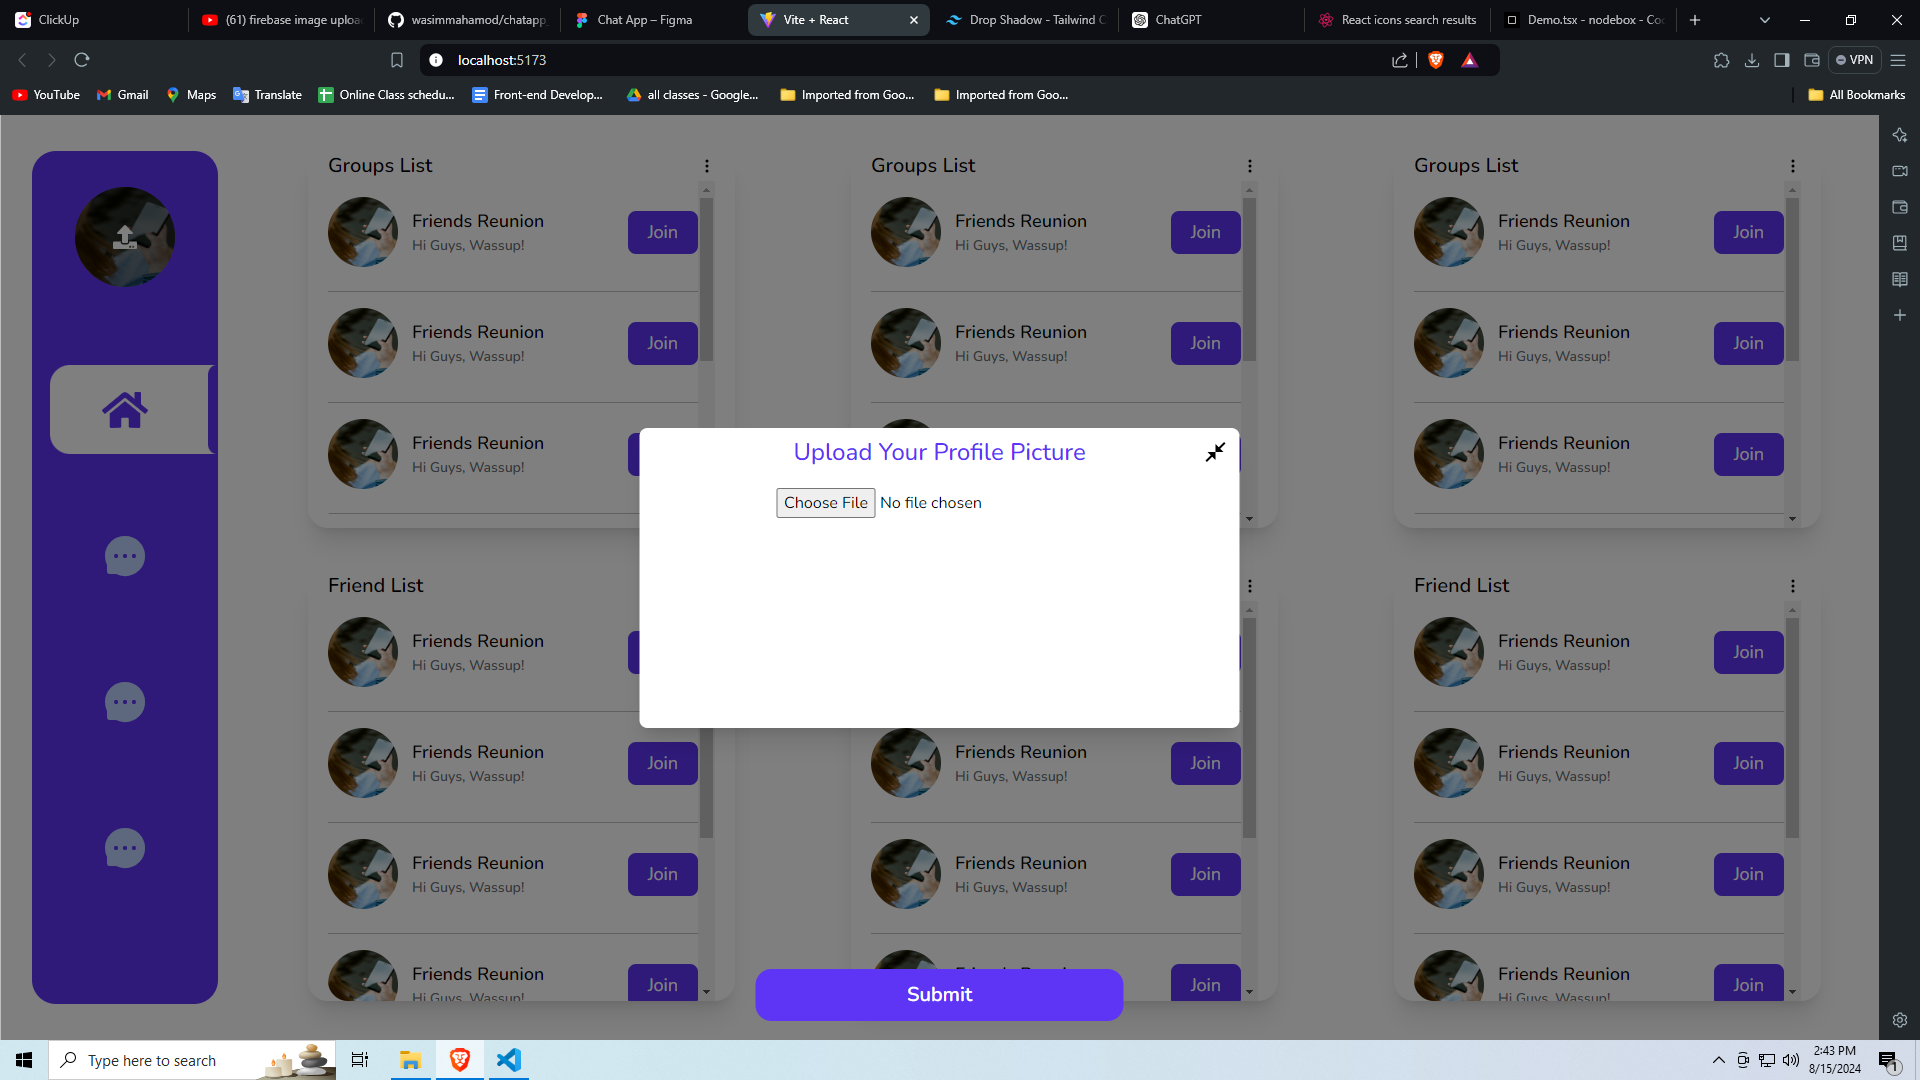 ClickUp
(61) firebase image uploa
wasimmahamod/chatapp
Chat App – Figma
Vite + React
Drop Shadow - Tailwind C
ChatGPT
React icons search results
Demo.tsx - nodebox - Co
localhost:5173
VPN
YouTube
Gmail
Maps
Translate
Online Class schedu...
Front-end Develop...
all classes - Google...
Imported from Goo...
Imported from Goo...
All Bookmarks
Groups List
Friends Reunion
Hi Guys, Wassup!
Join
Friends Reunion
Hi Guys, Wassup!
Join
Friends Reunion
Hi Guys, Wassup!
Groups List
Friends Reunion
Hi Guys, Wassup!
Join
Friends Reunion
Hi Guys, Wassup!
Join
Groups List
Friends Reunion
Hi Guys, Wassup!
Join
Friends Reunion
Hi Guys, Wassup!
Join
Friends Reunion
Hi Guys, Wassup!
Join
Upload Your Profile Picture
Choose File No file chosen
Friend List
Friends Reunion
Hi Guys, Wassup!
Friends Reunion
Hi Guys, Wassup!
Join
Friends Reunion
Hi Guys, Wassup!
Join
Friends Reunion
Hi Guys, Wassup!
Join
Friends Reunion
Hi Guys, Wassup!
Join
Friends Reunion
Hi Guys, Wassup!
Join
Friends Reunion
Join
Friend List
Friends Reunion
Hi Guys, Wassup!
Join
Friends Reunion
Hi Guys, Wassup!
Join
Friends Reunion
Hi Guys, Wassup!
Join
Friends Reunion
Hi Guys, Wassup!
Join
Submit
Type here to search
2:43 PM
8/15/2024
1